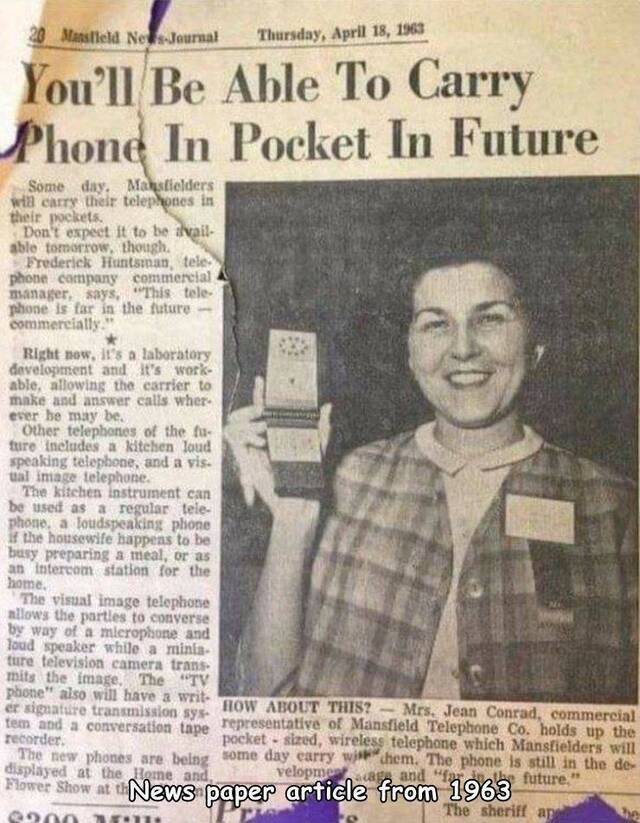 20 Mansfield News-Journal Thursday, April 18, 1963
You'll Be Able To Carry
Phone In Pocket In Future
Some day, Mansfielders
will carry their telephones in
their pockets.
Don't expect it to be avail-
able tomorrow, though.
Frederick Huntsman, tele-
phone company commercial
manager, says, "This tele-
phone is far in the future —
commercially."
★
Right now, it's a laboratory
development and it's work-
able, allowing the carrier to
make and answer calls wher-
ever he may be.
Other telephones of the fu-
ture includes a kitchen loud
speaking telephone, and a vis-
ual image telephone.
The kitchen instrument can
be used as a regular tele-
phone, a loudspeaking phone
if the housewife happens to be
busy preparing a meal, or as
an intercom station for the
home.
The visual image telephone
allows the parties to converse
by way of a microphone and
loud speaker while a minia-
ture television camera trans-
mits the image. The "TV
phone" also will have a writ-
er signature transmission sys-
tem and a conversation tape
recorder.
The new phones are being
displayed at the Home and
Flower Show at th
HOW ABOUT THIS? — Mrs. Jean Conrad, commercial
representative of Mansfield Telephone Co. holds up the
pocket - sized, wireless telephone which Mansfielders will
some day carry with them. The phone is still in the de-
velopment stage and "far in the future."
News paper article from 1963
The sheriff